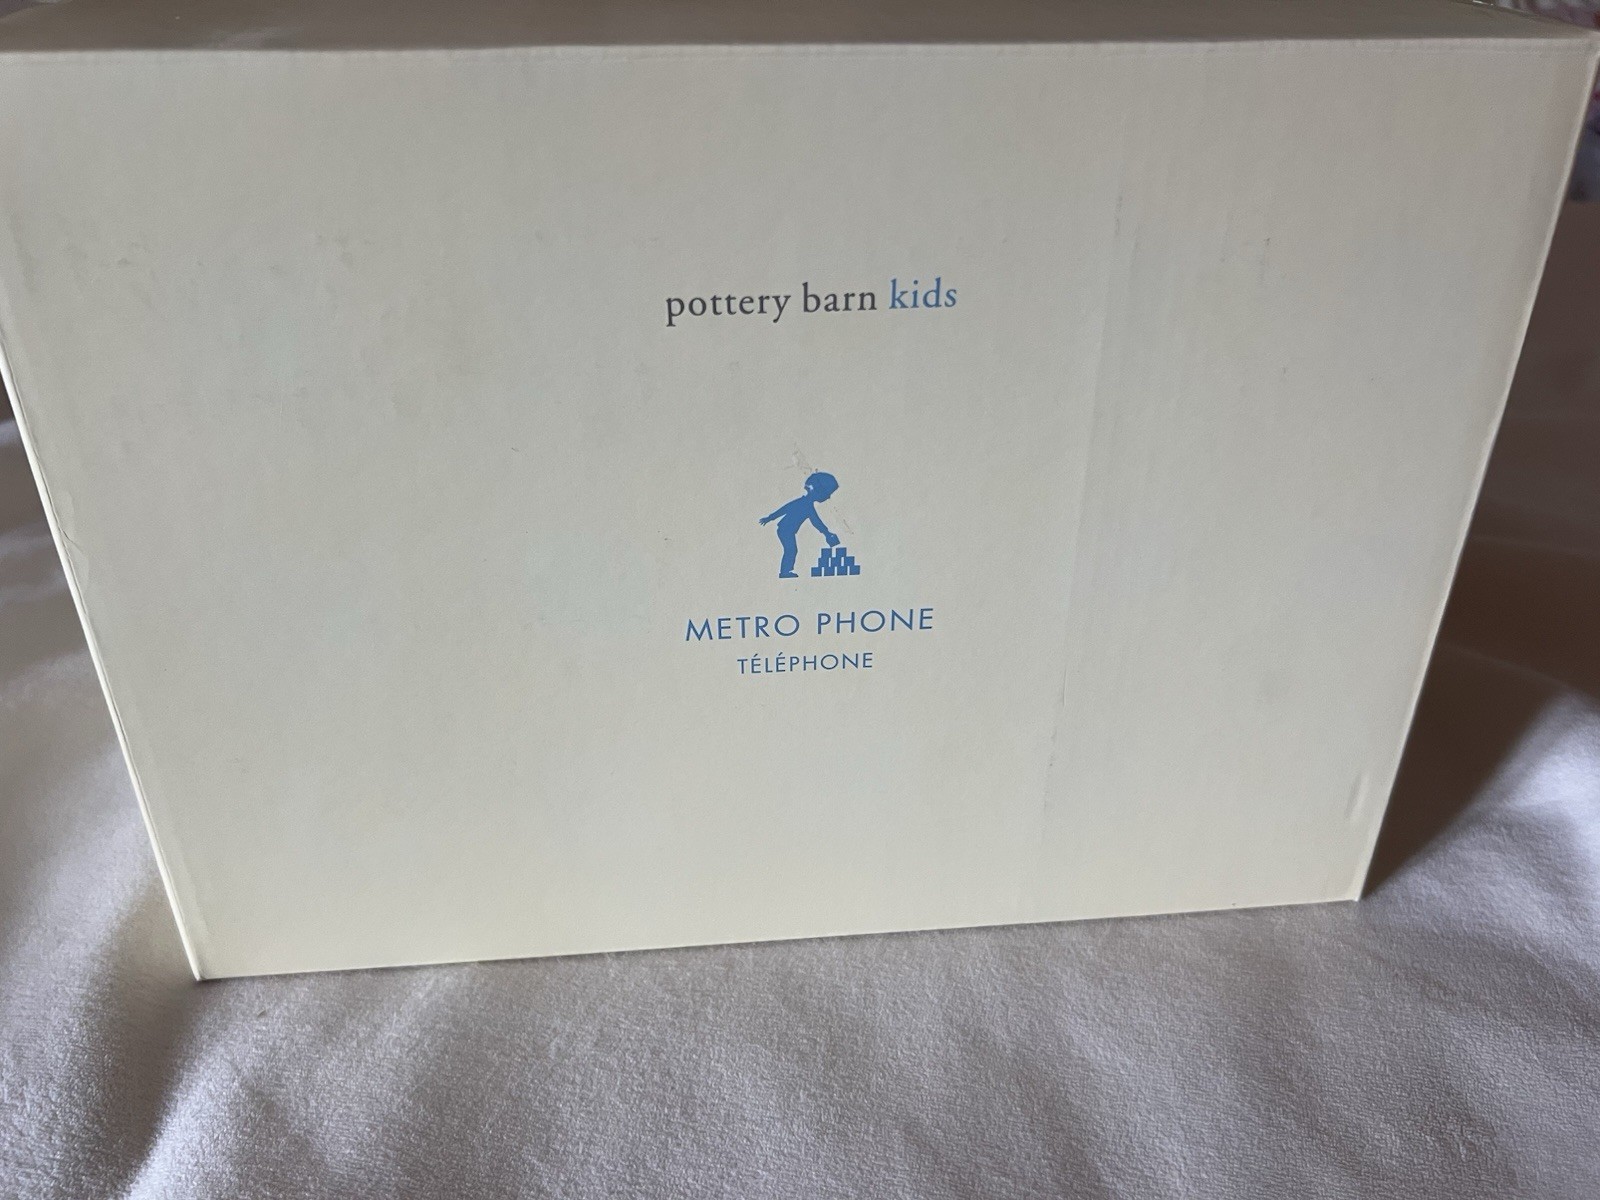 pottery barn kids
METRO PHONE
TÉLÉPHONE